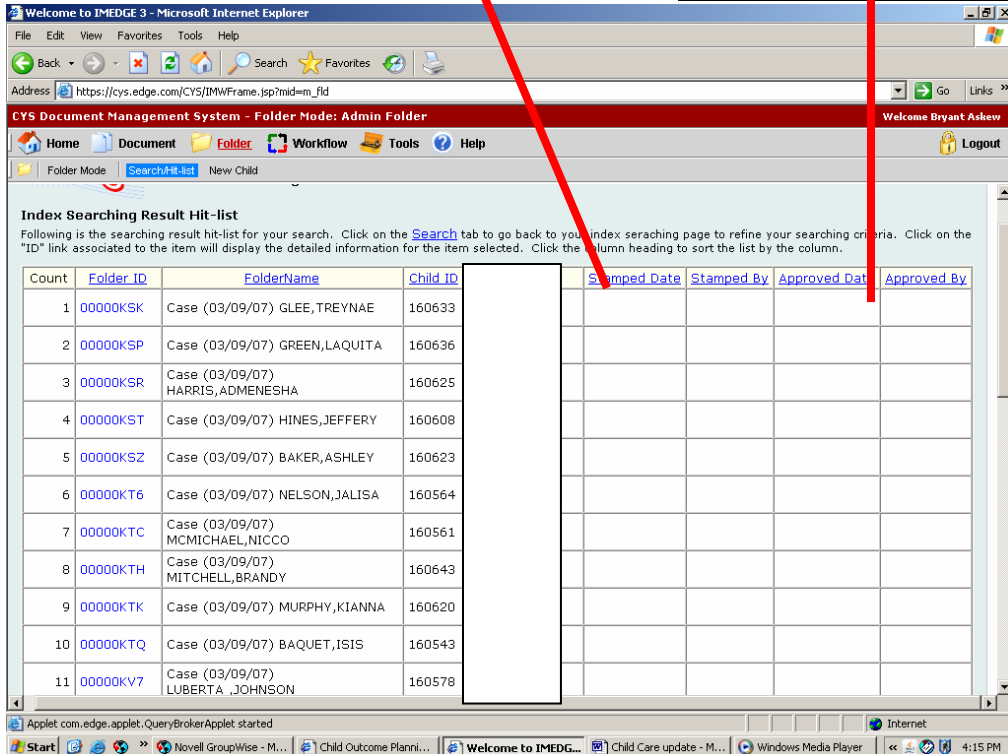 Welcome to IMEDGE 3 - Microsoft Internet Explorer
File Edit View Favorites Tools Help
Back Search Favorites
Address https://cys.edge.com/CYS/IMWFrame.jsp?mid=m_fld Go Links »
CYS Document Management System - Folder Mode: Admin Folder Welcome Bryant Askew
Home Document Folder Workflow Tools Help Logout
Folder Mode Search/Hit-list New Child
Index Searching Result Hit-list
Following is the searching result hit-list for your search. Click on the Search tab to go back to your index seraching page to refine your searching criteria. Click on the
"ID" link associated to the item will display the detailed information for the item selected. Click the column heading to sort the list by the column.
Count Folder ID FolderName Child ID Stamped Date Stamped By Approved Date Approved By
1 00000KSK Case (03/09/07) GLEE,TREYNAE 160633
2 00000KSP Case (03/09/07) GREEN,LAQUITA 160636
3 00000KSR Case (03/09/07) 160625
HARRIS,ADMENESHA
4 00000KST Case (03/09/07) HINES,JEFFERY 160608
5 00000KSZ Case (03/09/07) BAKER,ASHLEY 160623
6 00000KT6 Case (03/09/07) NELSON,JALISA 160564
7 00000KTC Case (03/09/07) 160561
MCMICHAEL,NICCO
8 00000KTH Case (03/09/07) 160643
MITCHELL,BRANDY
9 00000KTK Case (03/09/07) MURPHY,KIANNA 160620
10 00000KTQ Case (03/09/07) BAQUET,ISIS 160543
11 00000KV7 Case (03/09/07) 160578
LUBERTA ,JOHNSON
Applet com.edge.applet.QueryBrokerApplet started Internet
Start » Novell GroupWise - M... Child Outcome Planni... Welcome to IMEDG... Child Care update - M... Windows Media Player « 4:15 PM